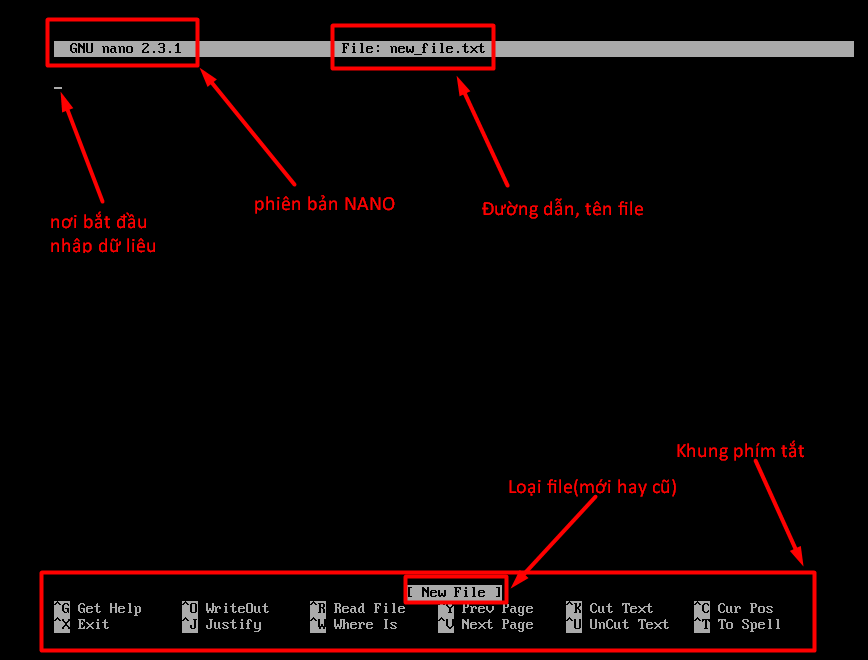 GNU nano 2.3.1 File: new_file.txt
phiên bản NANO
Đường dẫn, tên file
nơi bắt đầu
nhập dữ liệu
Khung phím tắt
Loại file(mới hay cũ)
[ New File ]
^G Get Help ^O WriteOut ^R Read File ^Y Prev Page ^K Cut Text ^C Cur Pos
^X Exit ^J Justify ^W Where Is ^V Next Page ^U UnCut Text ^T To Spell